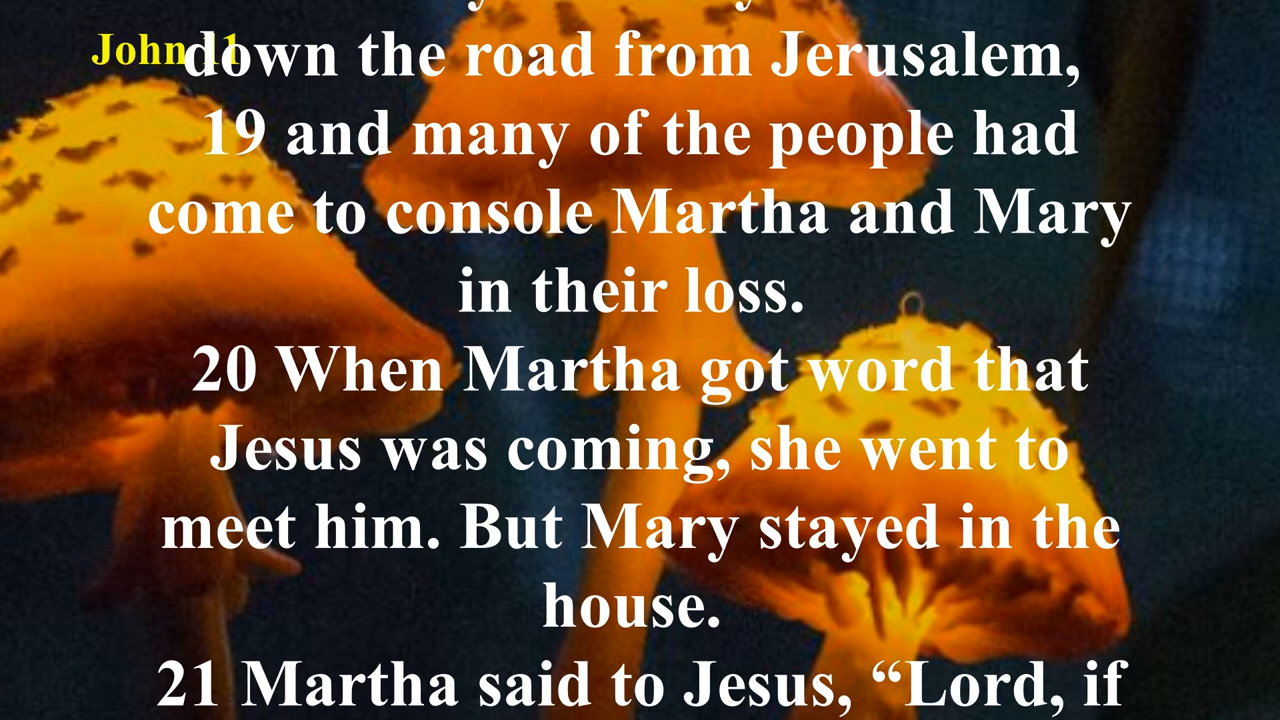 John 11
down the road from Jerusalem,
19 and many of the people had
come to console Martha and Mary
in their loss.
20 When Martha got word that
Jesus was coming, she went to
meet him. But Mary stayed in the
house.
21 Martha said to Jesus, “Lord, if